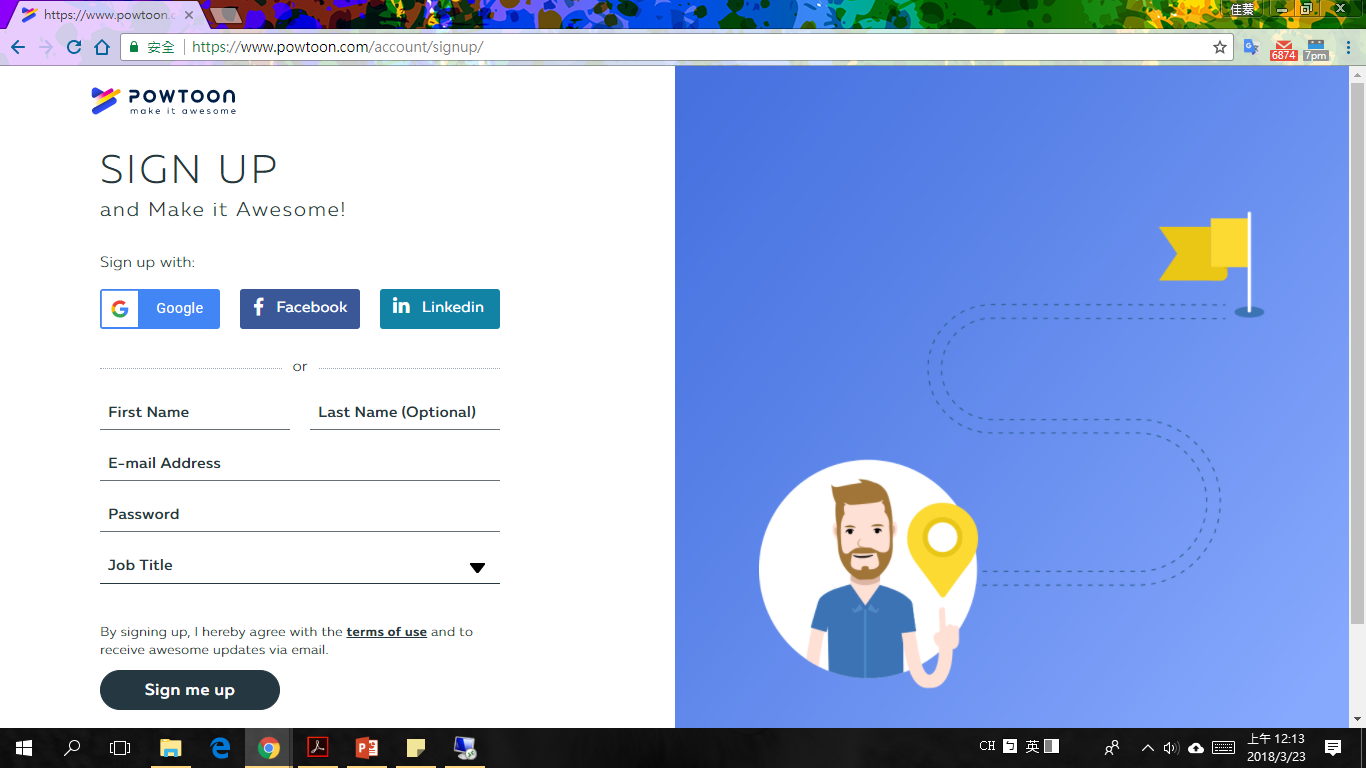 https://www.powtoon.c
佳蓁
安全 https://www.powtoon.com/account/signup/
6874
7pm
POWTOON
make it awesome
SIGN UP
and Make it Awesome!
Sign up with:
Google Facebook Linkedin
or
First Name Last Name (Optional)
E-mail Address
Password
Job Title
By signing up, I hereby agree with the terms of use and to
receive awesome updates via email.
Sign me up
CH ㄅ 英
上午 12:13
2018/3/23